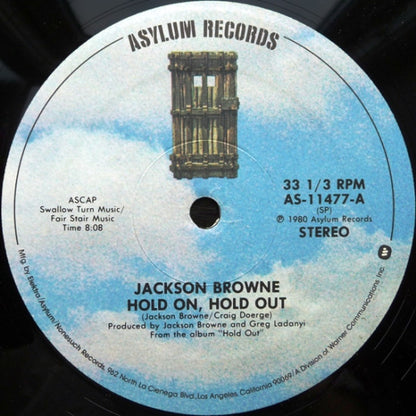 ASYLUM RECORDS
ASCAP
Swallow Turn Music/
Fair Stair Music
Time 8:08
33 1/3 RPM
AS-11477-A
(SP)
℗ 1980 Asylum Records
STEREO
JACKSON BROWNE
HOLD ON, HOLD OUT
(Jackson Browne/Craig Doerge)
Produced by Jackson Browne and Greg Ladanyi
From the album "Hold Out"
Mfg. by Elektra/Asylum/Nonesuch Records, 962 North La Cienega Blvd., Los Angeles, California 90069/A Division of Warner Communications Inc.